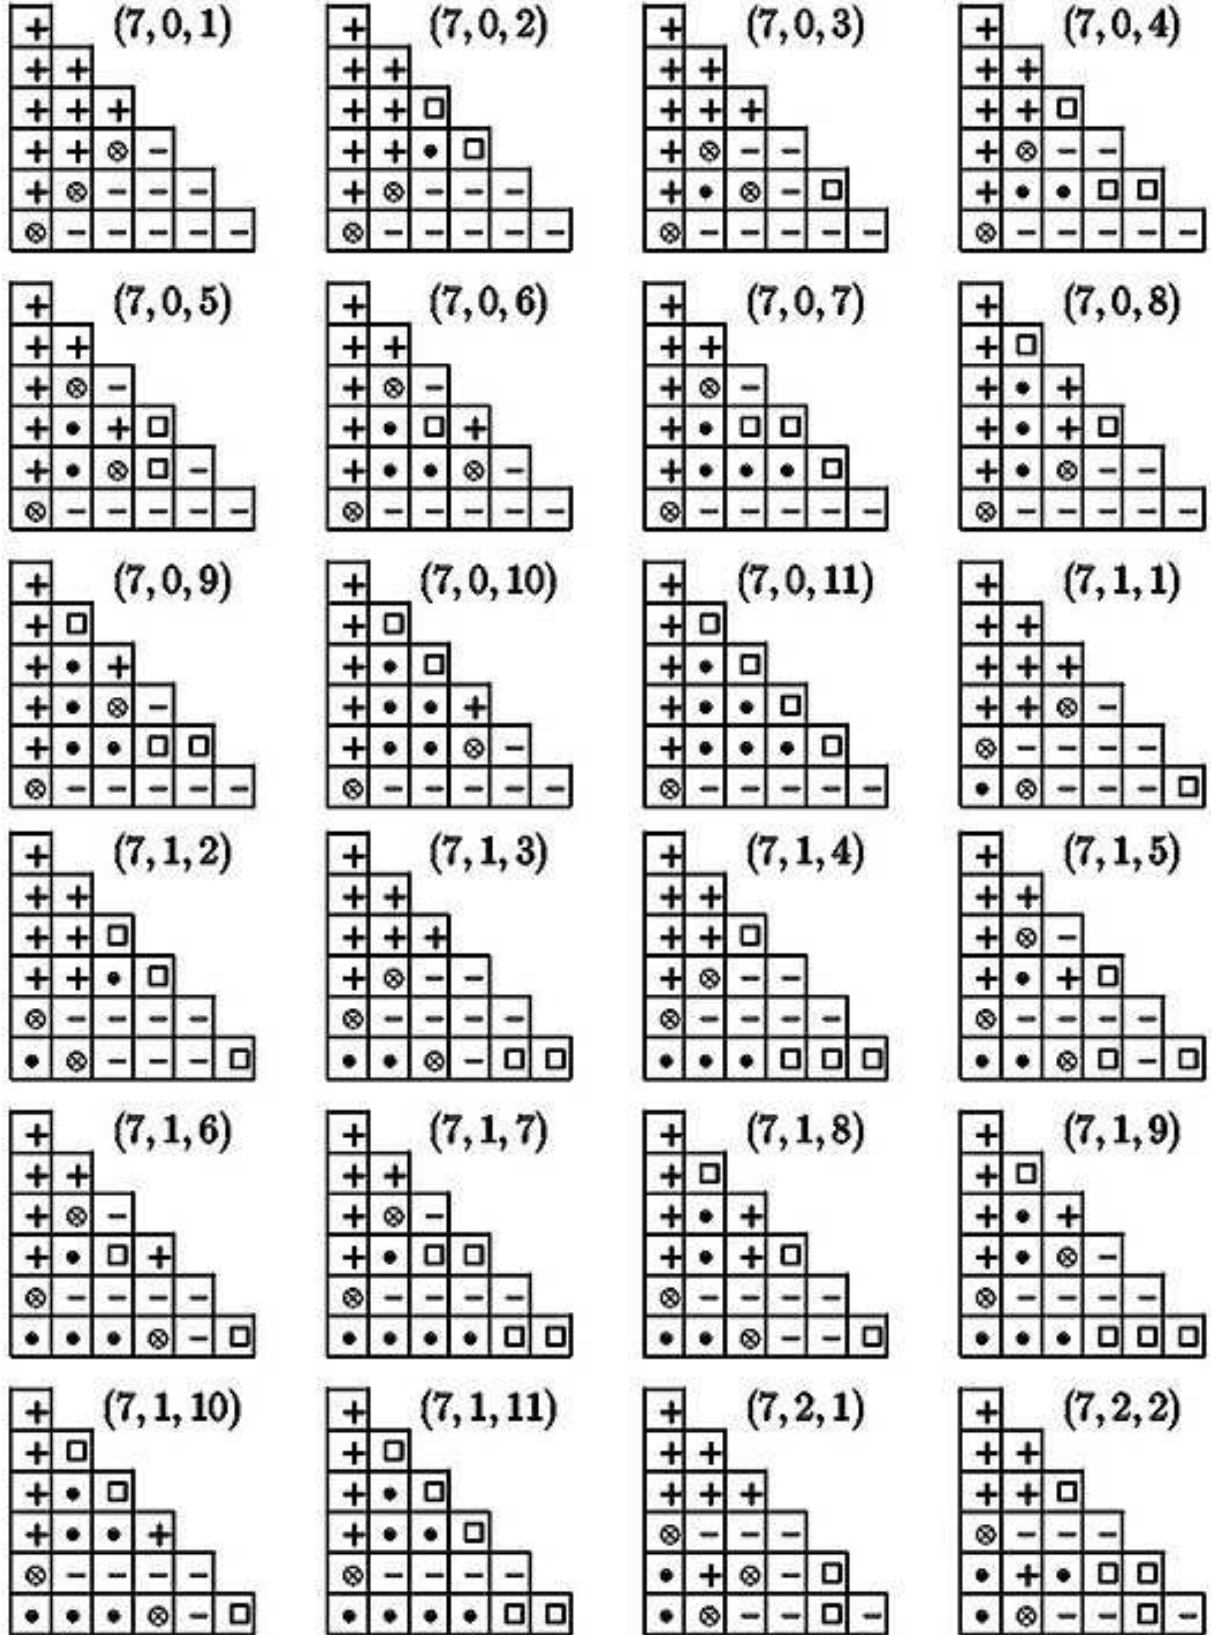 (7, 0, 1) (7, 0, 2) (7, 0, 3) (7, 0, 4)
(7, 0, 5) (7, 0, 6) (7, 0, 7) (7, 0, 8)
(7, 0, 9) (7, 0, 10) (7, 0, 11) (7, 1, 1)
(7, 1, 2) (7, 1, 3) (7, 1, 4) (7, 1, 5)
(7, 1, 6) (7, 1, 7) (7, 1, 8) (7, 1, 9)
(7, 1, 10) (7, 1, 11) (7, 2, 1) (7, 2, 2)